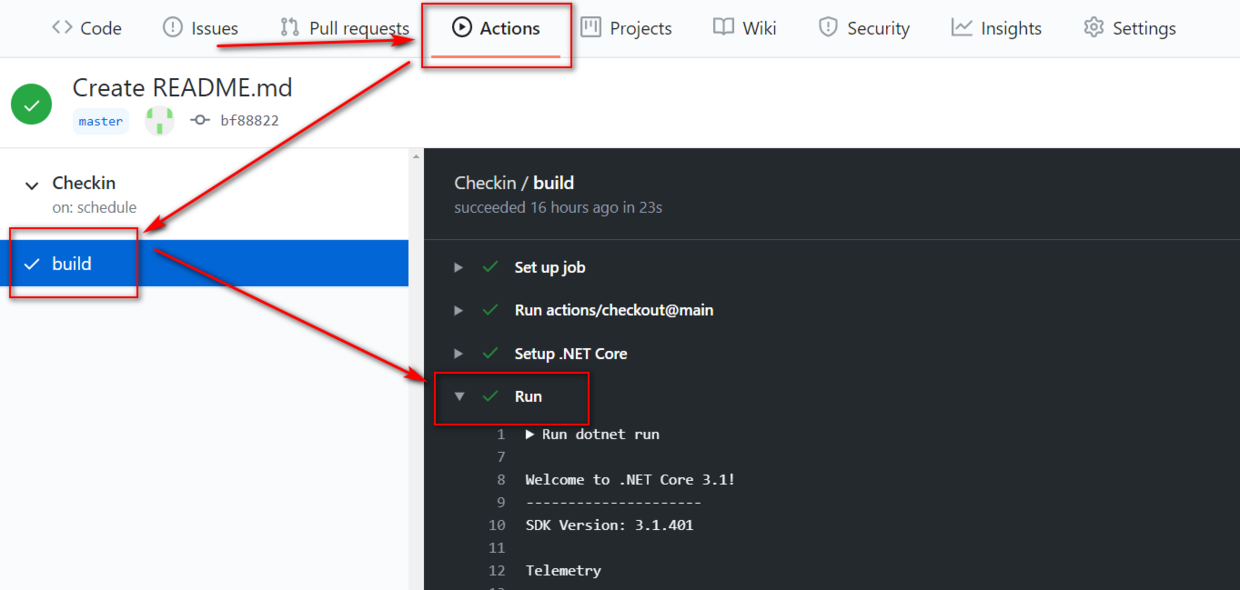 Code Issues Pull requests Actions Projects Wiki Security Insights Settings
Create README.md
master bf88822
Checkin
on: schedule
build
Checkin / build
succeeded 16 hours ago in 23s
Set up job
Run actions/checkout@main
Setup .NET Core
Run
1 Run dotnet run
7
8 Welcome to .NET Core 3.1!
9 ---------------------
10 SDK Version: 3.1.401
11
12 Telemetry